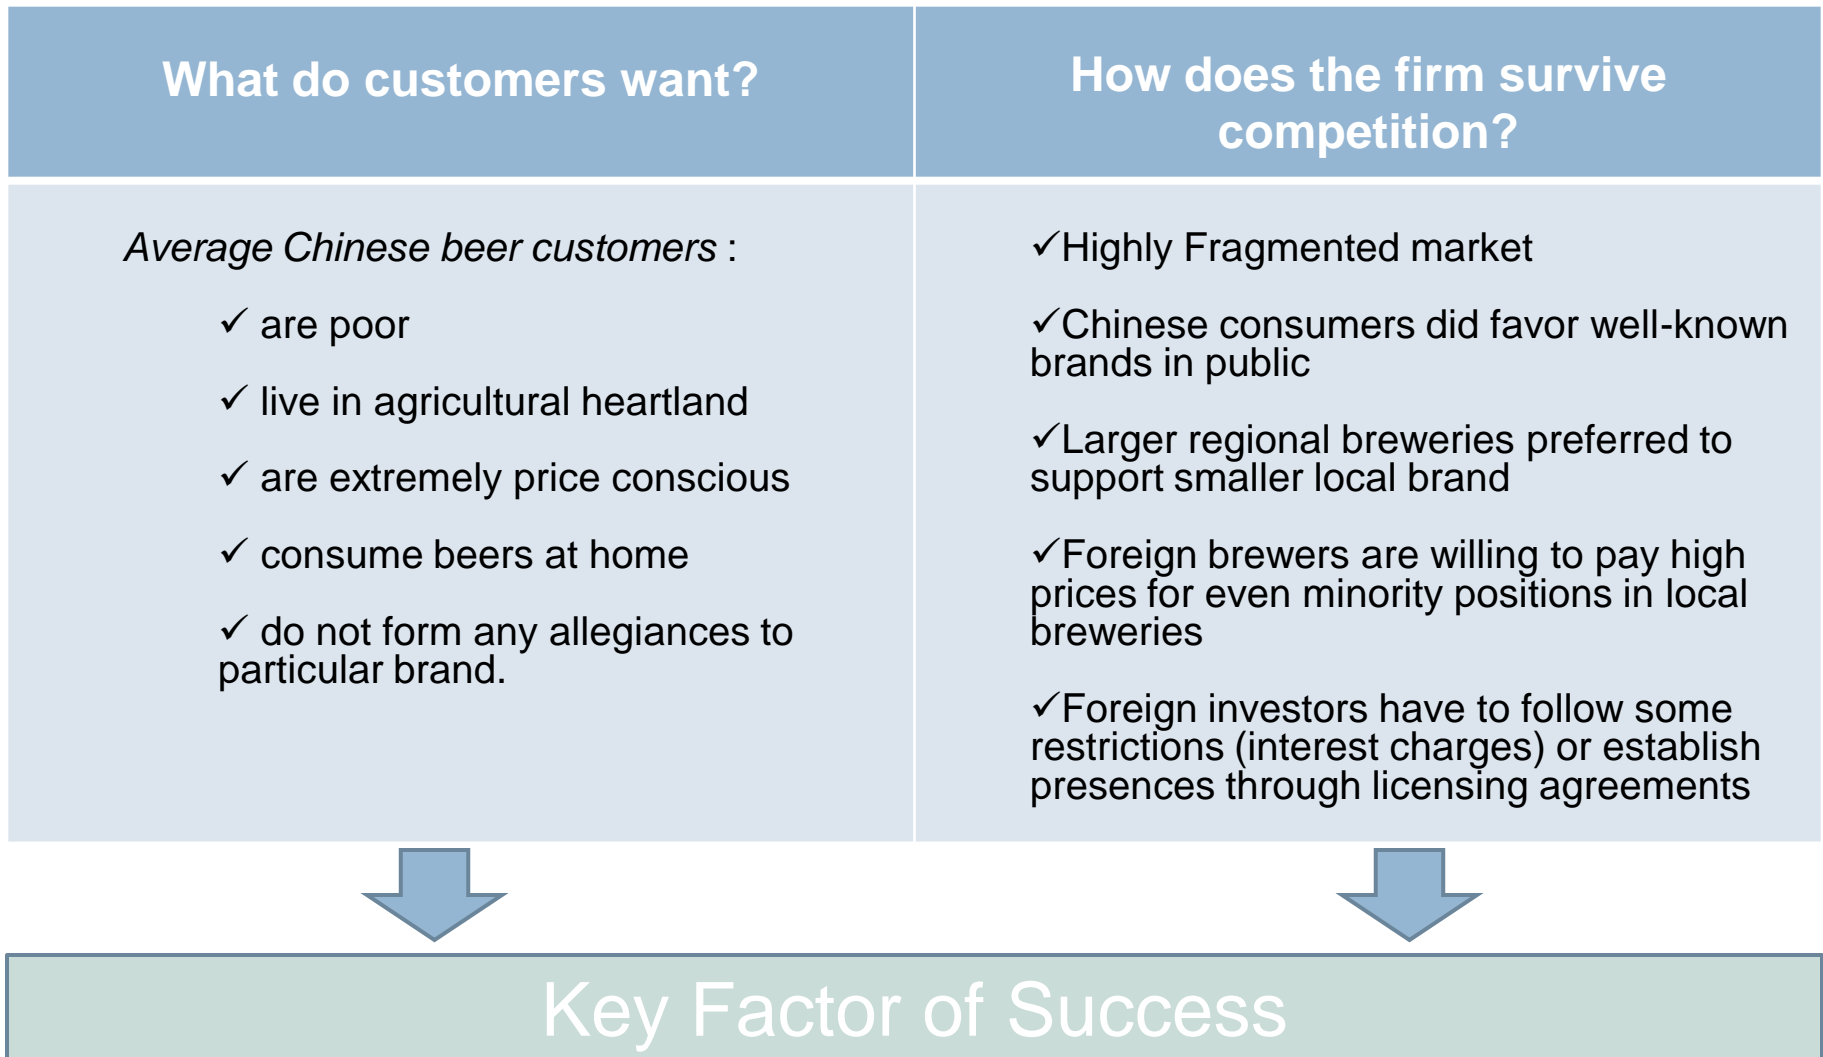 What do customers want?
How does the firm survive
competition?
Average Chinese beer customers :
✓ are poor
✓ live in agricultural heartland
✓ are extremely price conscious
✓ consume beers at home
✓ do not form any allegiances to
particular brand.
✓Highly Fragmented market
✓Chinese consumers did favor well-known
brands in public
✓Larger regional breweries preferred to
support smaller local brand
✓Foreign brewers are willing to pay high
prices for even minority positions in local
breweries
✓Foreign investors have to follow some
restrictions (interest charges) or establish
presences through licensing agreements
Key Factor of Success